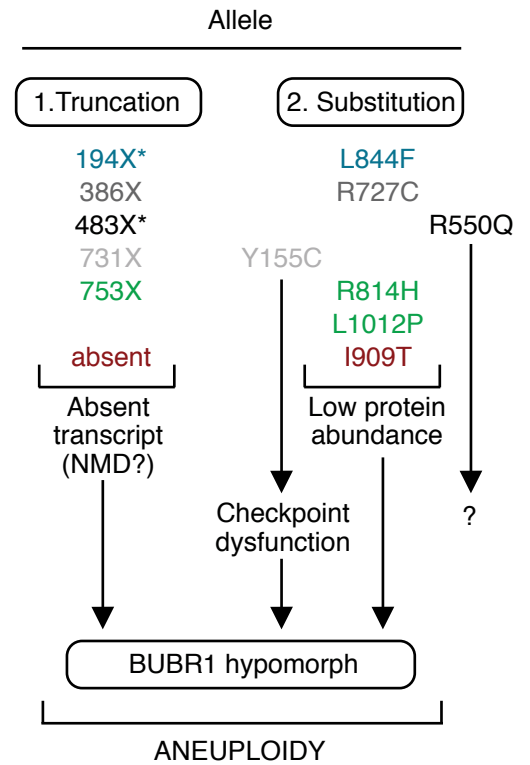 Allele
1.Truncation
2. Substitution
194X*
L844F
386X
R727C
483X*
R550Q
731X
Y155C
753X
R814H
L1012P
absent
I909T
Absent
transcript
(NMD?)
Low protein
abundance
Checkpoint
dysfunction
?
BUBR1 hypomorph
ANEUPLOIDY